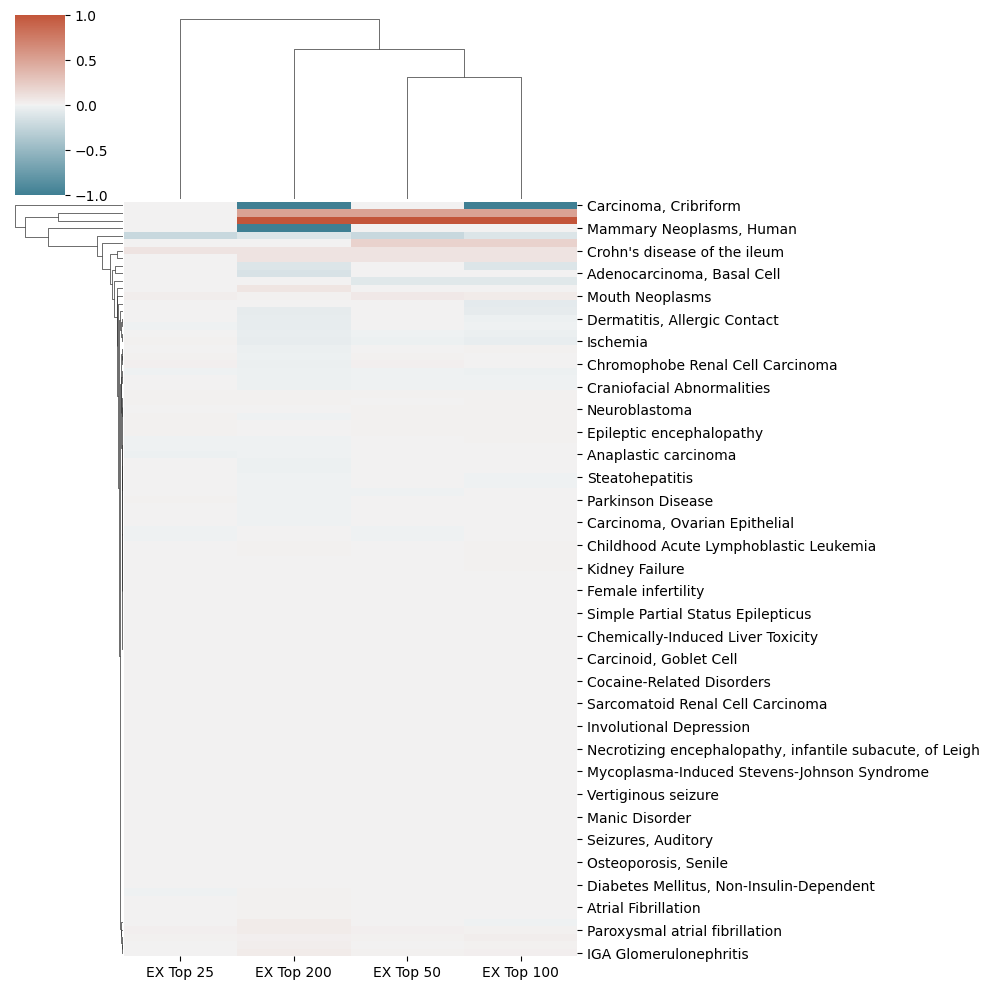 1.0
0.5
0.0
−0.5
−1.0
Carcinoma, Cribriform
Mammary Neoplasms, Human
Crohn's disease of the ileum
Adenocarcinoma, Basal Cell
Mouth Neoplasms
Dermatitis, Allergic Contact
Ischemia
Chromophobe Renal Cell Carcinoma
Craniofacial Abnormalities
Neuroblastoma
Epileptic encephalopathy
Anaplastic carcinoma
Steatohepatitis
Parkinson Disease
Carcinoma, Ovarian Epithelial
Childhood Acute Lymphoblastic Leukemia
Kidney Failure
Female infertility
Simple Partial Status Epilepticus
Chemically-Induced Liver Toxicity
Carcinoid, Goblet Cell
Cocaine-Related Disorders
Sarcomatoid Renal Cell Carcinoma
Involutional Depression
Necrotizing encephalopathy, infantile subacute, of Leigh
Mycoplasma-Induced Stevens-Johnson Syndrome
Vertiginous seizure
Manic Disorder
Seizures, Auditory
Osteoporosis, Senile
Diabetes Mellitus, Non-Insulin-Dependent
Atrial Fibrillation
Paroxysmal atrial fibrillation
IGA Glomerulonephritis
EX Top 25 EX Top 200 EX Top 50 EX Top 100